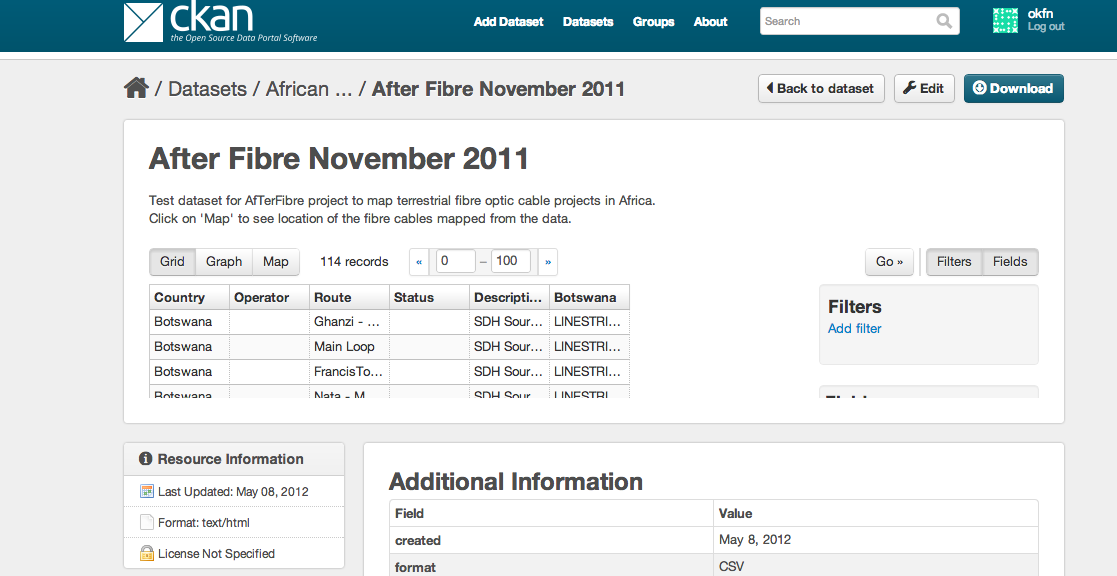 ckan
the Open Source Data Portal Software
Add Dataset Datasets Groups About Search okfn
Log out
/ Datasets / African ... / After Fibre November 2011 Back to dataset Edit Download
After Fibre November 2011
Test dataset for AfTerFibre project to map terrestrial fibre optic cable projects in Africa.
Click on 'Map' to see location of the fibre cables mapped from the data.
Grid Graph Map 114 records « 0 – 100 » Go » Filters Fields
Country Operator Route Status Descripti... Botswana
Botswana Ghanzi - ... SDH Sour... LINESTRI...
Botswana Main Loop SDH Sour... LINESTRI...
Botswana FrancisTo... SDH Sour... LINESTRI...
Botswana Nata - M... SDH Sour... LINESTRI...
Filters
Add filter
Resource Information
Last Updated: May 08, 2012
Format: text/html
License Not Specified
Additional Information
Field Value
created May 8, 2012
format CSV